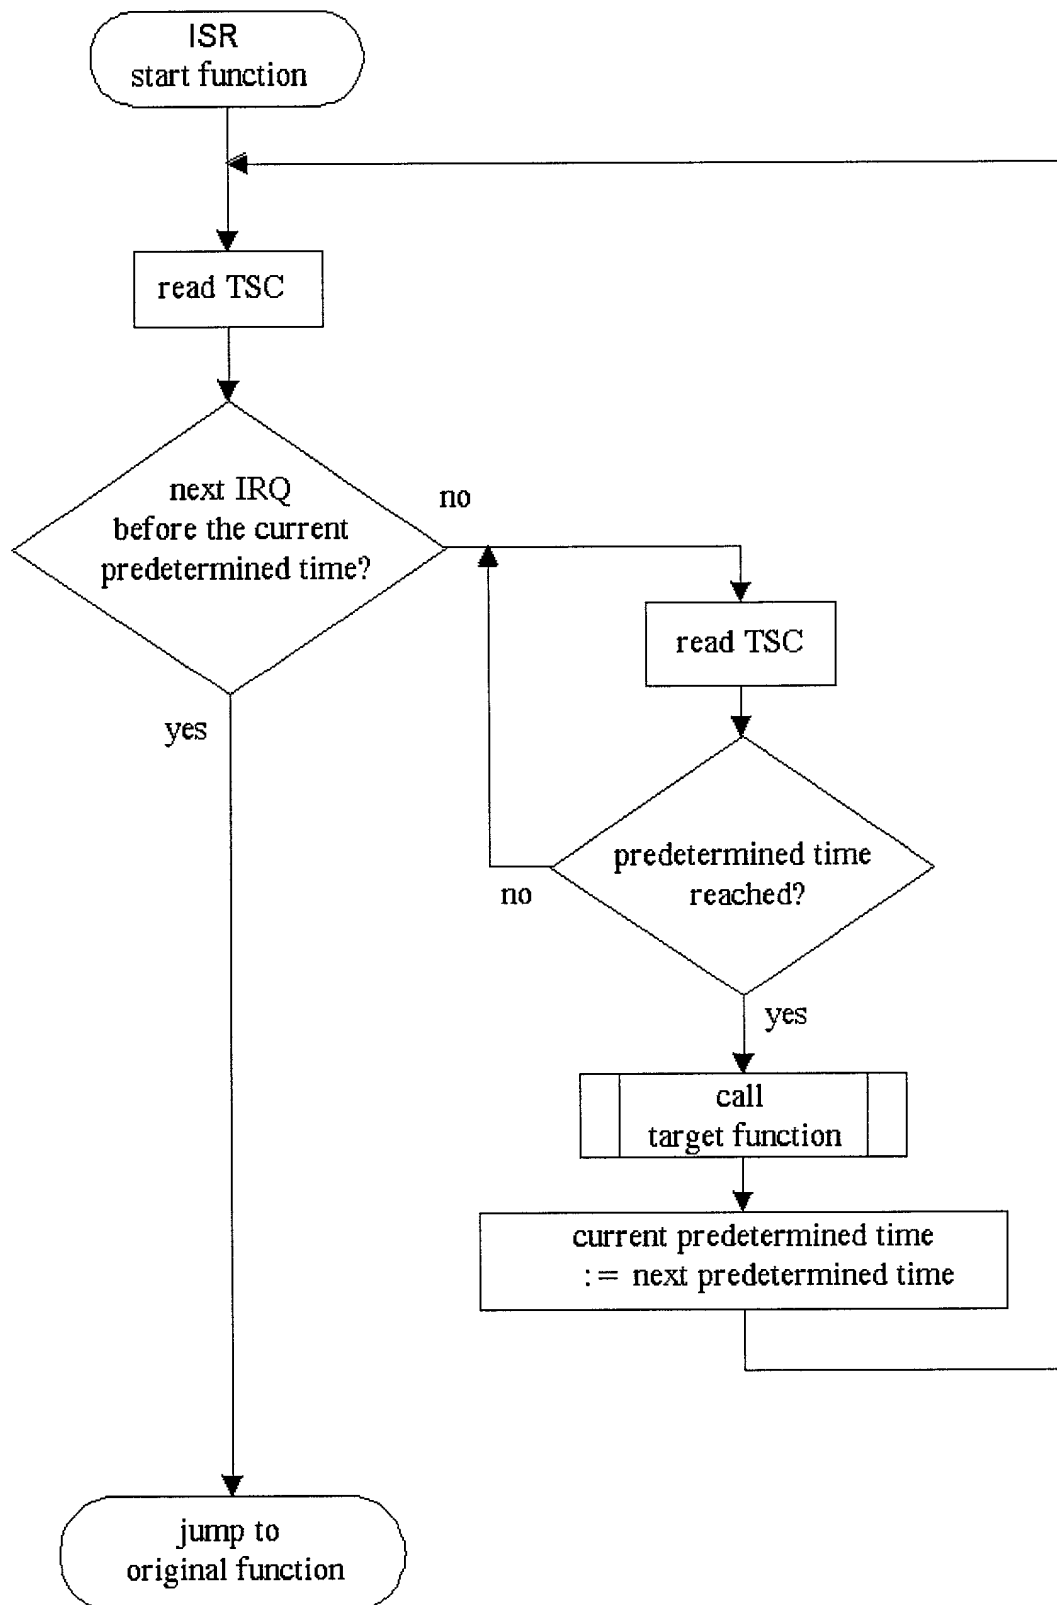 ISR
start function
read TSC
next IRQ
before the current
predetermined time?
no
yes
read TSC
predetermined time
reached?
no
yes
call
target function
current predetermined time
:= next predetermined time
jump to
original function